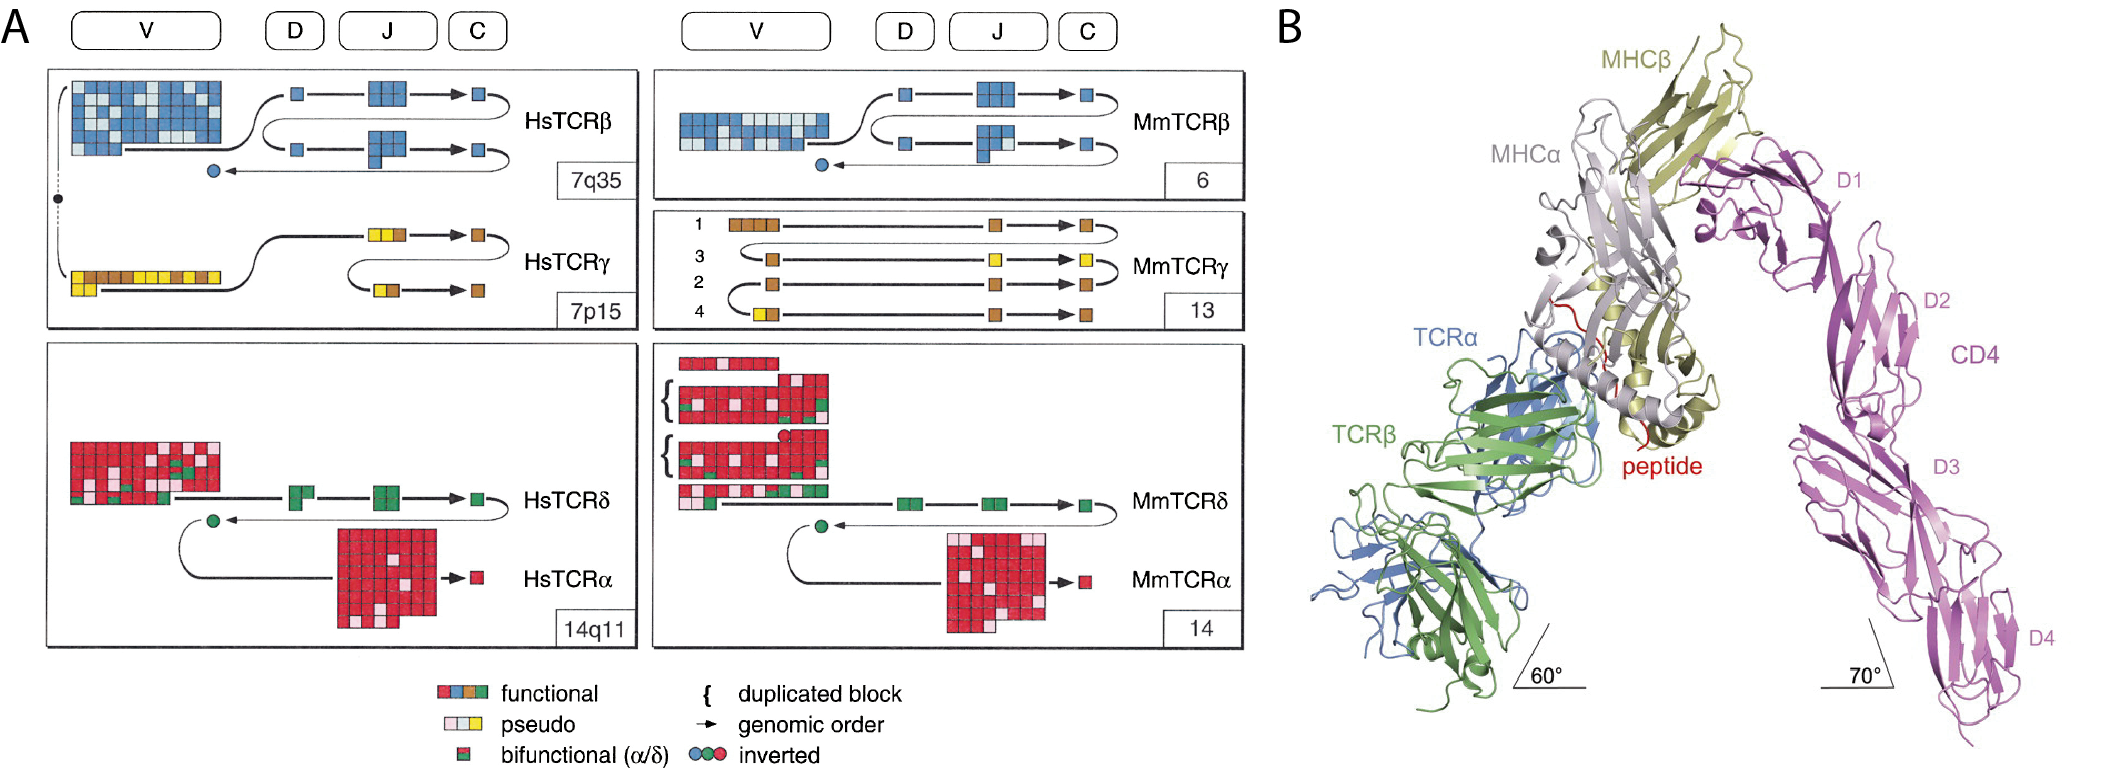 A
V D J C
V D J C
HsTCRβ
7q35
HsTCRγ
7p15
MmTCRβ
6
1
3
2
4
MmTCRγ
13
HsTCRδ
HsTCRα
14q11
{
{
MmTCRδ
MmTCRα
14
functional
pseudo
bifunctional (α/δ)
{ duplicated block
genomic order
inverted
B
MHCβ
MHCα
D1
D2
TCRα
CD4
TCRβ
peptide
D3
D4
60°
70°